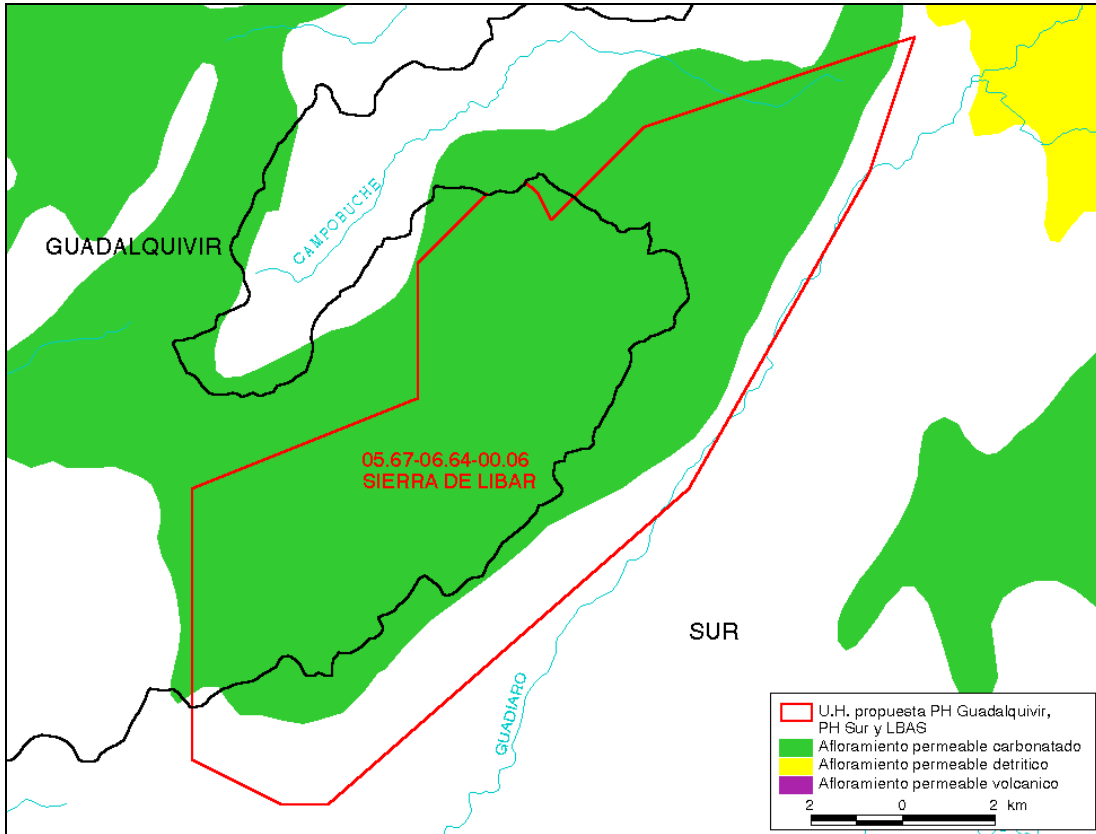 CAMPOBUCHE
GUADALQUIVIR
05.67-06.64-00.06
SIERRA DE LIBAR
SUR
GUADIARO
U.H. propuesta PH Guadalquivir,
PH Sur y LBAS
Afloramiento permeable carbonatado
Afloramiento permeable detritico
Afloramiento permeable volcanico
2 0 2 km